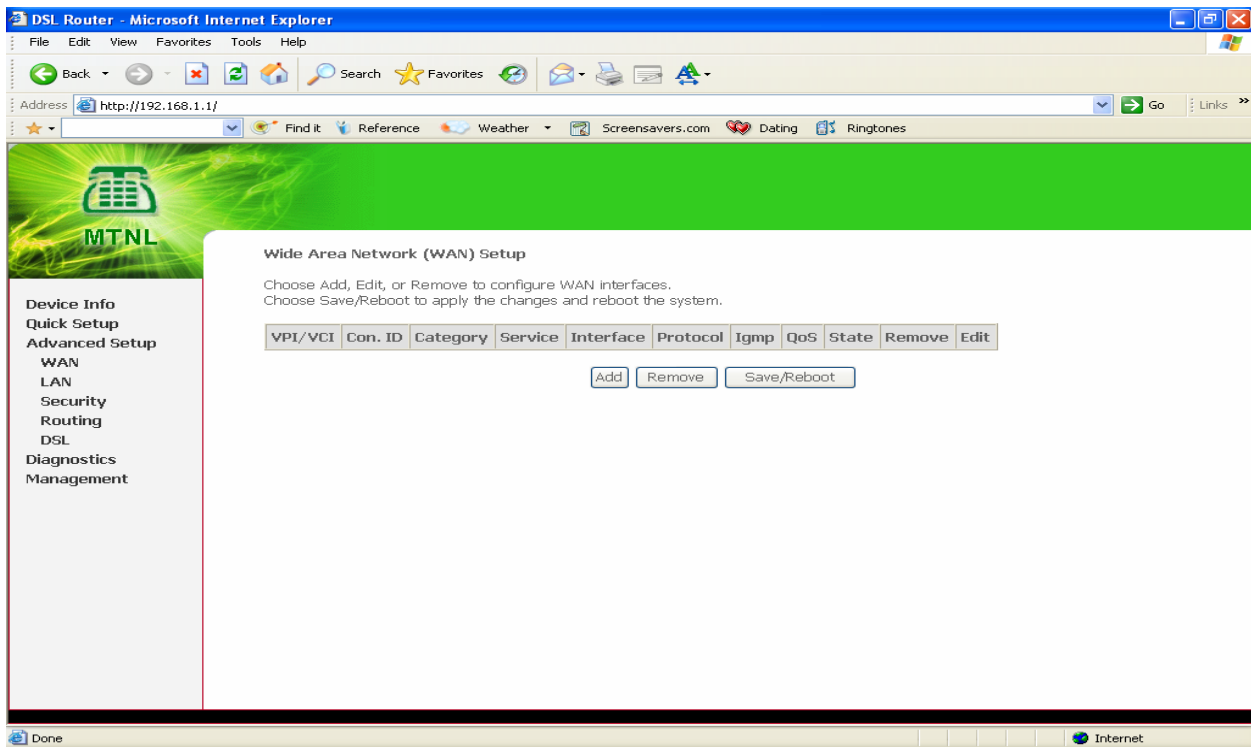 DSL Router - Microsoft Internet Explorer
File Edit View Favorites Tools Help
Back Search Favorites
Address http://192.168.1.1/ Go Links »
Find it Reference Weather Screensavers.com Dating Ringtones
MTNL
Wide Area Network (WAN) Setup
Choose Add, Edit, or Remove to configure WAN interfaces.
Choose Save/Reboot to apply the changes and reboot the system.
VPI/VCI Con. ID Category Service Interface Protocol Igmp QoS State Remove Edit
Add Remove Save/Reboot
Device Info
Quick Setup
Advanced Setup
WAN
LAN
Security
Routing
DSL
Diagnostics
Management
Done Internet